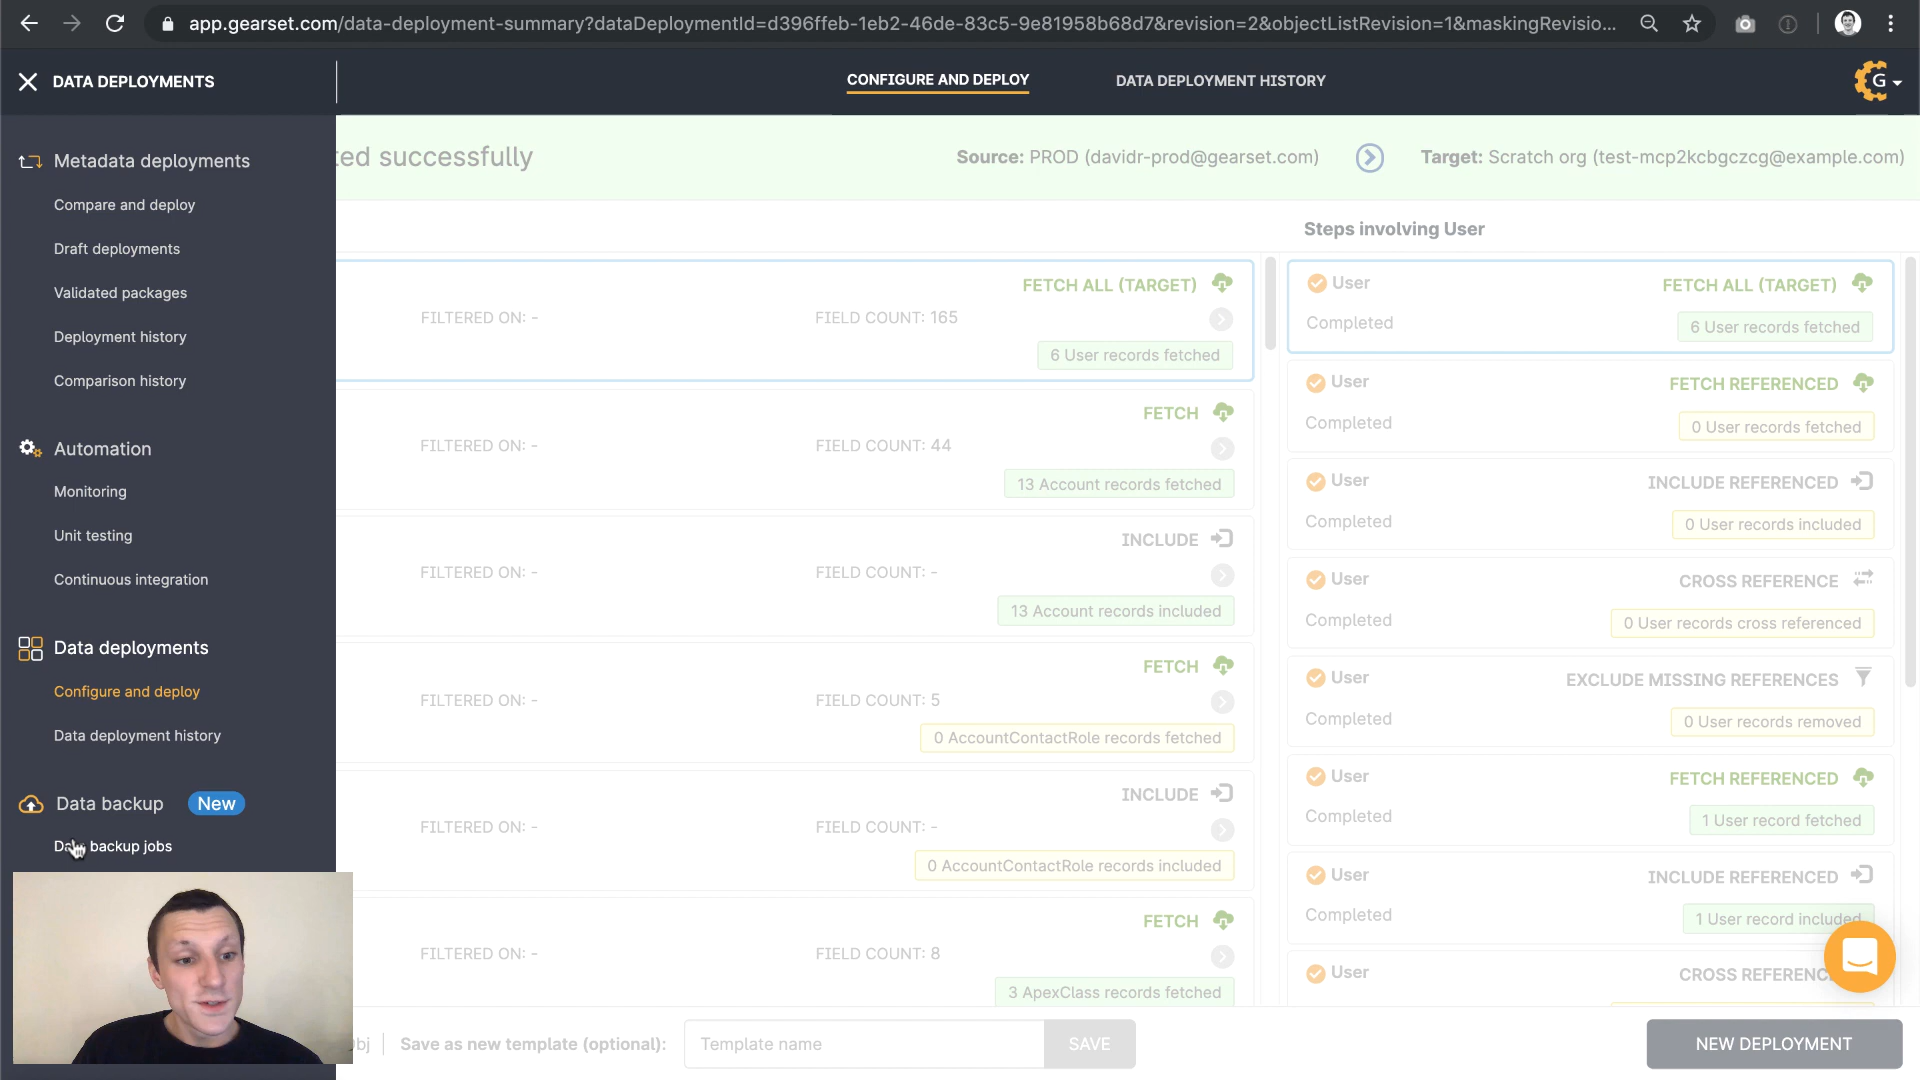 app.gearset.com/data-deployment-summary?dataDeploymentId=d396ffeb-1eb2-46de-83c5-9e81958b68d7&revision=2&objectListRevision=1&maskingRevisio...
DATA DEPLOYMENTS
CONFIGURE AND DEPLOY
DATA DEPLOYMENT HISTORY
G
Metadata deployments
Compare and deploy
Draft deployments
Validated packages
Deployment history
Comparison history
Automation
Monitoring
Unit testing
Continuous integration
Data deployments
Configure and deploy
Data deployment history
Data backup New
Data backup jobs
ted successfully
Source: PROD (davidr-prod@gearset.com)
Target: Scratch org (test-mcp2kcbgczcg@example.com)
FETCH ALL (TARGET)
FILTERED ON: - FIELD COUNT: 165
6 User records fetched
FETCH
FILTERED ON: - FIELD COUNT: 44
13 Account records fetched
INCLUDE
FILTERED ON: - FIELD COUNT: -
13 Account records included
FETCH
FILTERED ON: - FIELD COUNT: 5
0 AccountContactRole records fetched
INCLUDE
FILTERED ON: - FIELD COUNT: -
0 AccountContactRole records included
FETCH
FILTERED ON: - FIELD COUNT: 8
3 ApexClass records fetched
Steps involving User
User FETCH ALL (TARGET)
Completed 6 User records fetched
User FETCH REFERENCED
Completed 0 User records fetched
User INCLUDE REFERENCED
Completed 0 User records included
User CROSS REFERENCE
Completed 0 User records cross referenced
User EXCLUDE MISSING REFERENCES
Completed 0 User records removed
User FETCH REFERENCED
Completed 1 User record fetched
User INCLUDE REFERENCED
Completed 1 User record included
User CROSS REFERENC
bj Save as new template (optional): Template name SAVE
NEW DEPLOYMENT